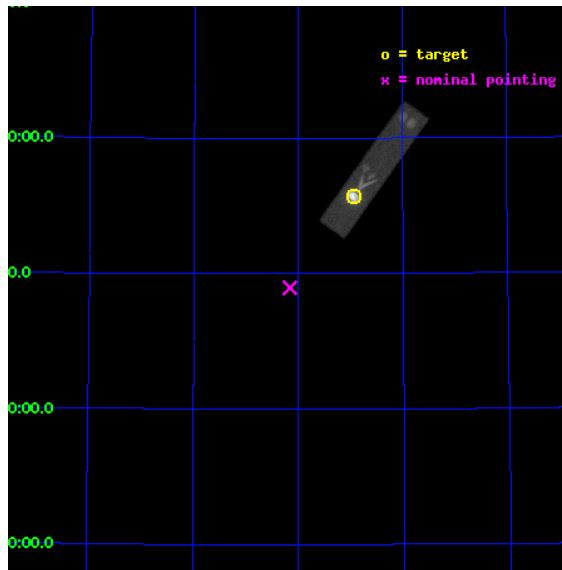 o = target
x = nominal pointing
0:00.0
0.0
0:00.0
0:00.0